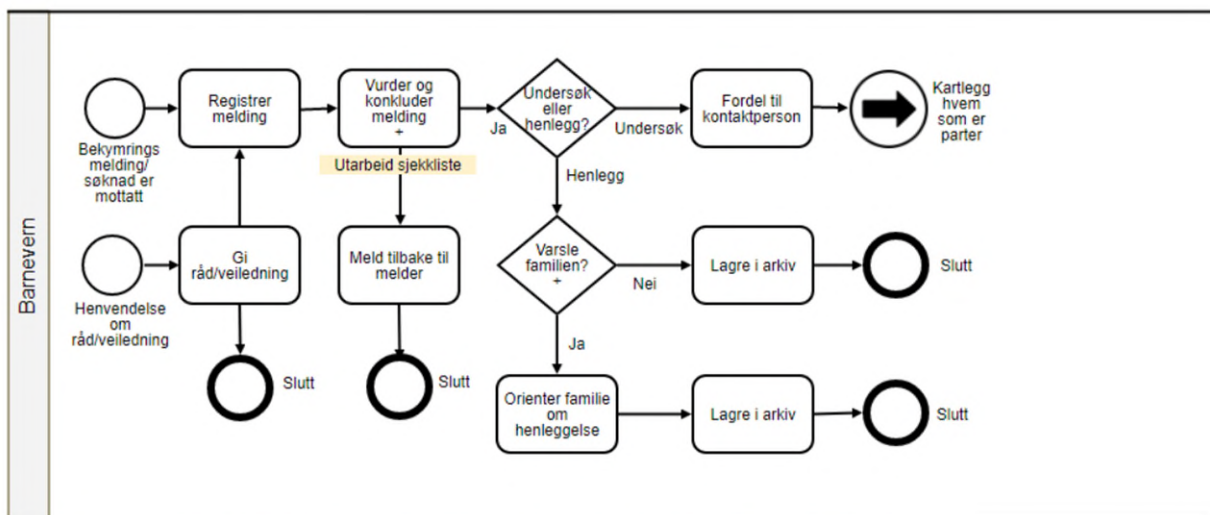 Barnevern
Bekymrings
melding/
søknad er
mottatt
Registrer
melding
Vurder og
konkluder
melding
+
Ja
Undersøk
eller
henlegg?
Undersøk
Fordel til
kontaktperson
Kartlegg
hvem
som er
parter
Utarbeid sjekkliste
Henlegg
Henvendelse
om
råd/veiledning
Gi
råd/veiledning
Slutt
Meld tilbake til
melder
Slutt
Varsle
familien?
+
Nei
Lagre i arkiv
Slutt
Ja
Orienter familie
om
henleggelse
Lagre i arkiv
Slutt